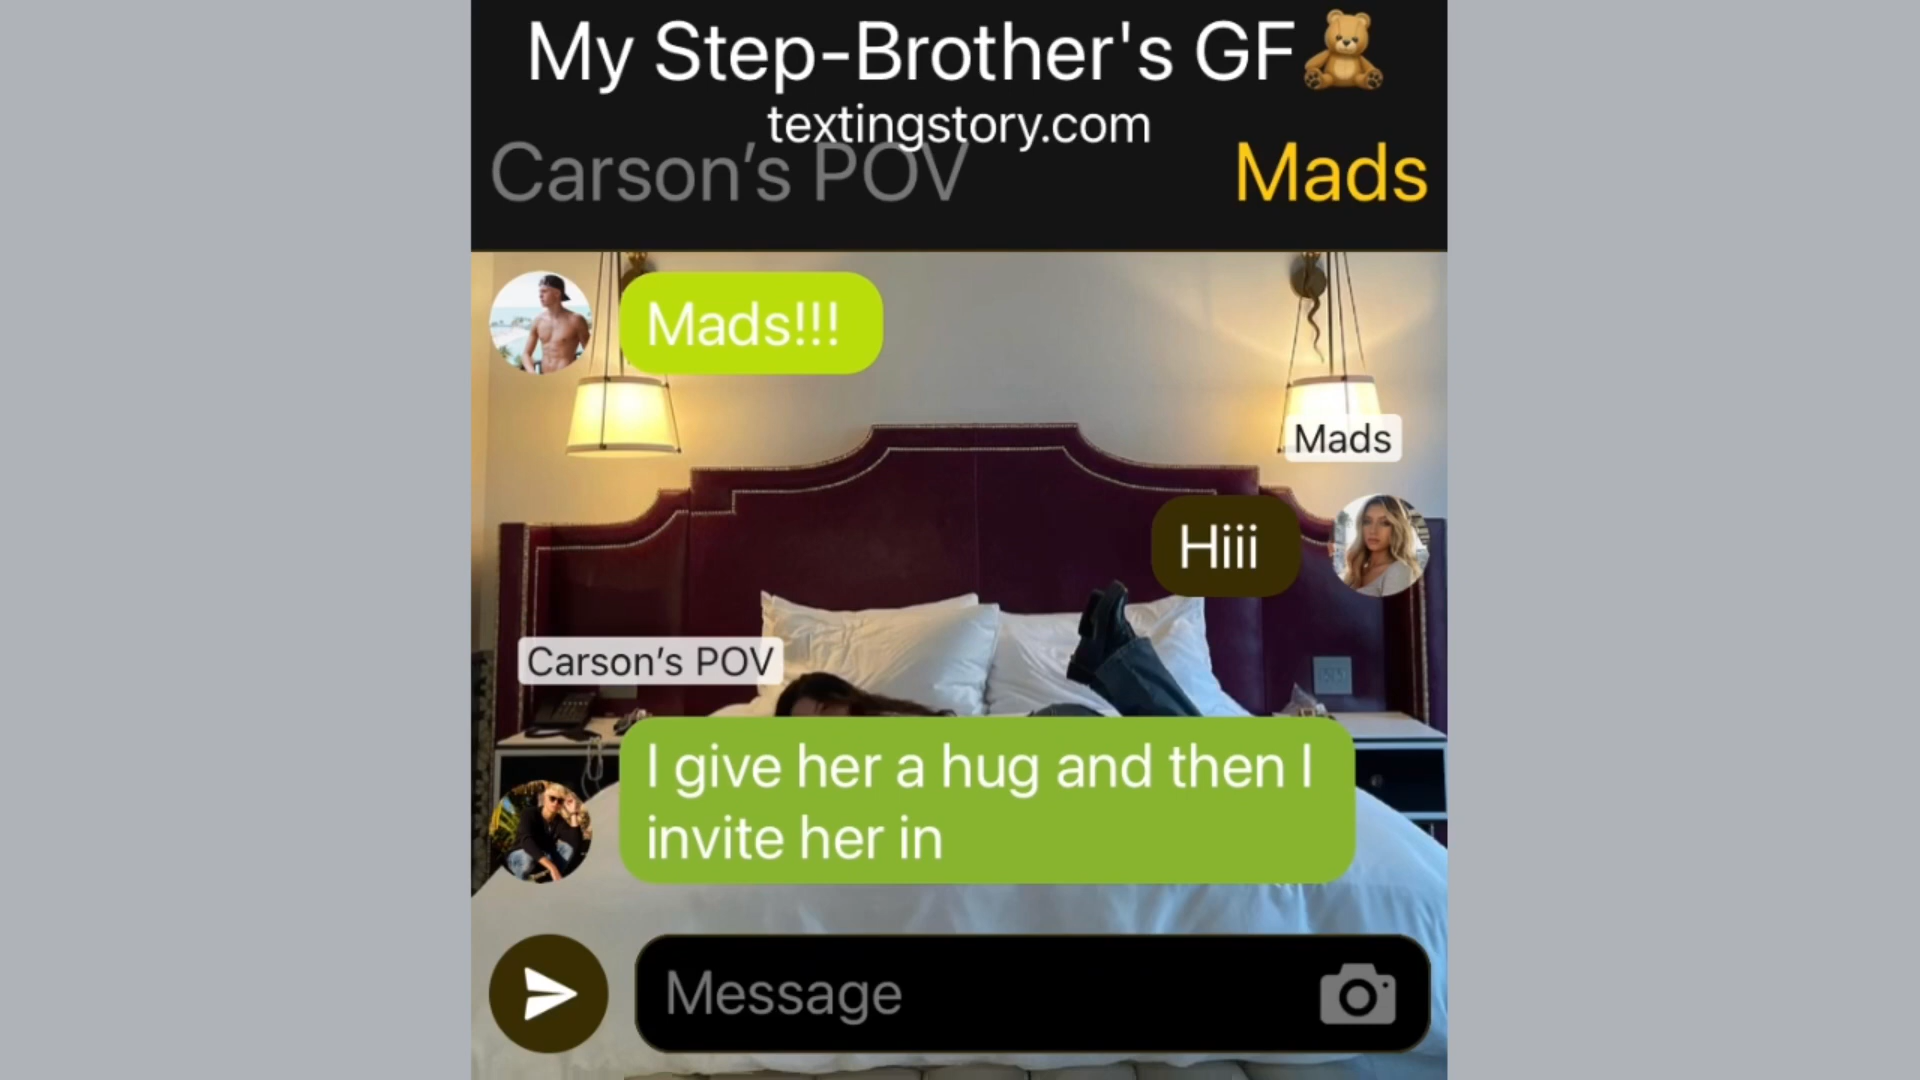 My Step-Brother's GF🧸
textingstory.com
Carson’s POV
Mads
Mads!!!
Mads
Hiii
Carson’s POV
I give her a hug and then I
invite her in
Message